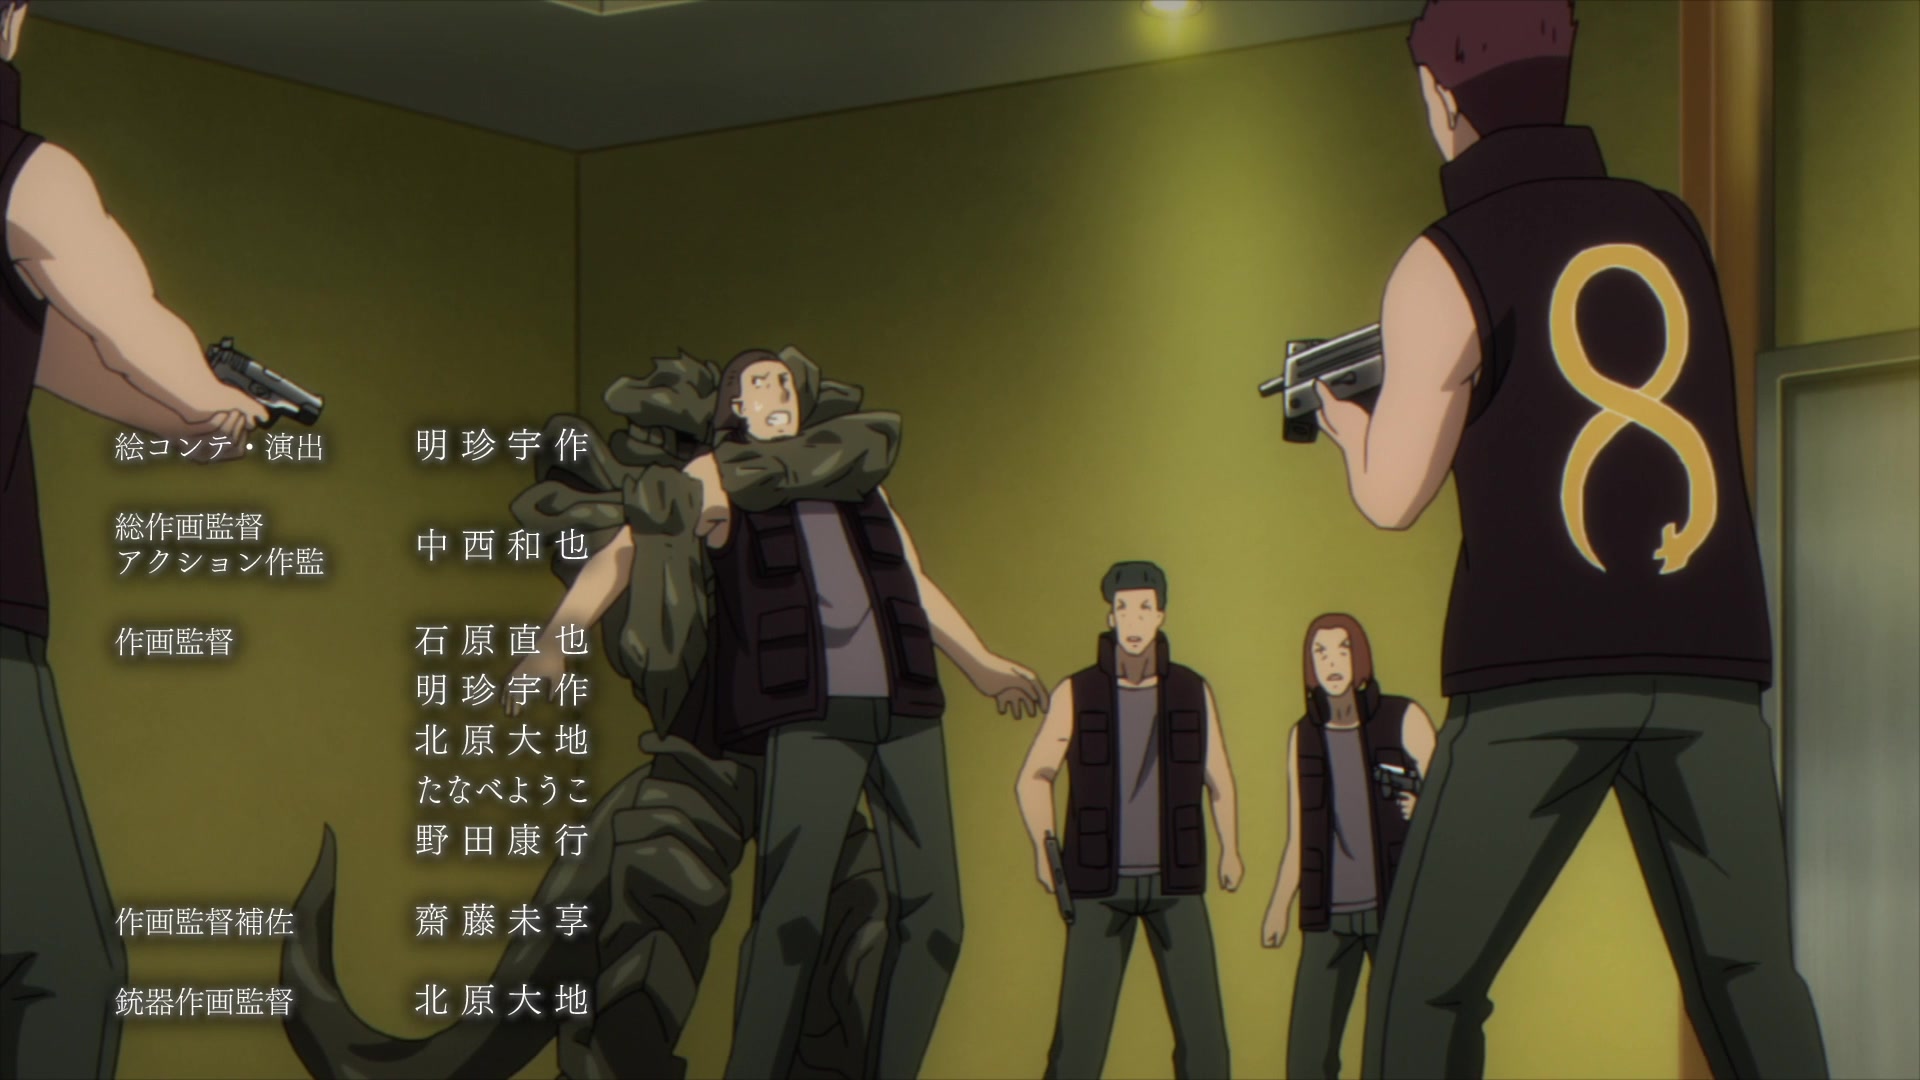 絵コンテ・演出 明珍宇作
総作画監督
アクション作監 中西和也
作画監督 石原直也
明珍宇作
北原大地
たなべようこ
野田康行
作画監督補佐 齋藤未享
銃器作画監督 北原大地